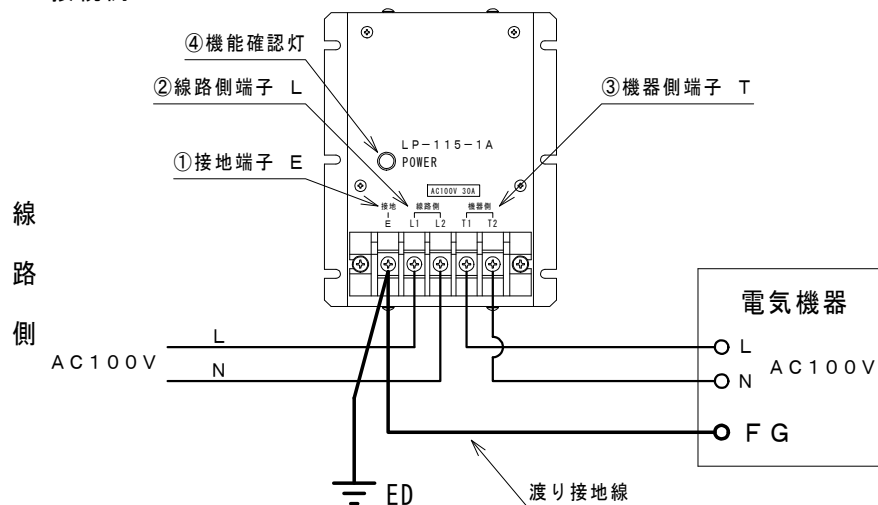 ④機能確認灯
②線路側端子 L
③機器側端子 T
①接地端子 E
LP-115-1A
POWER
AC100V 30A
接地 線路側 機器側
E L1 L2 T1 T2
線路側
電気機器
L
N
AC100V
L
N
AC100V
FG
ED
渡り接地線